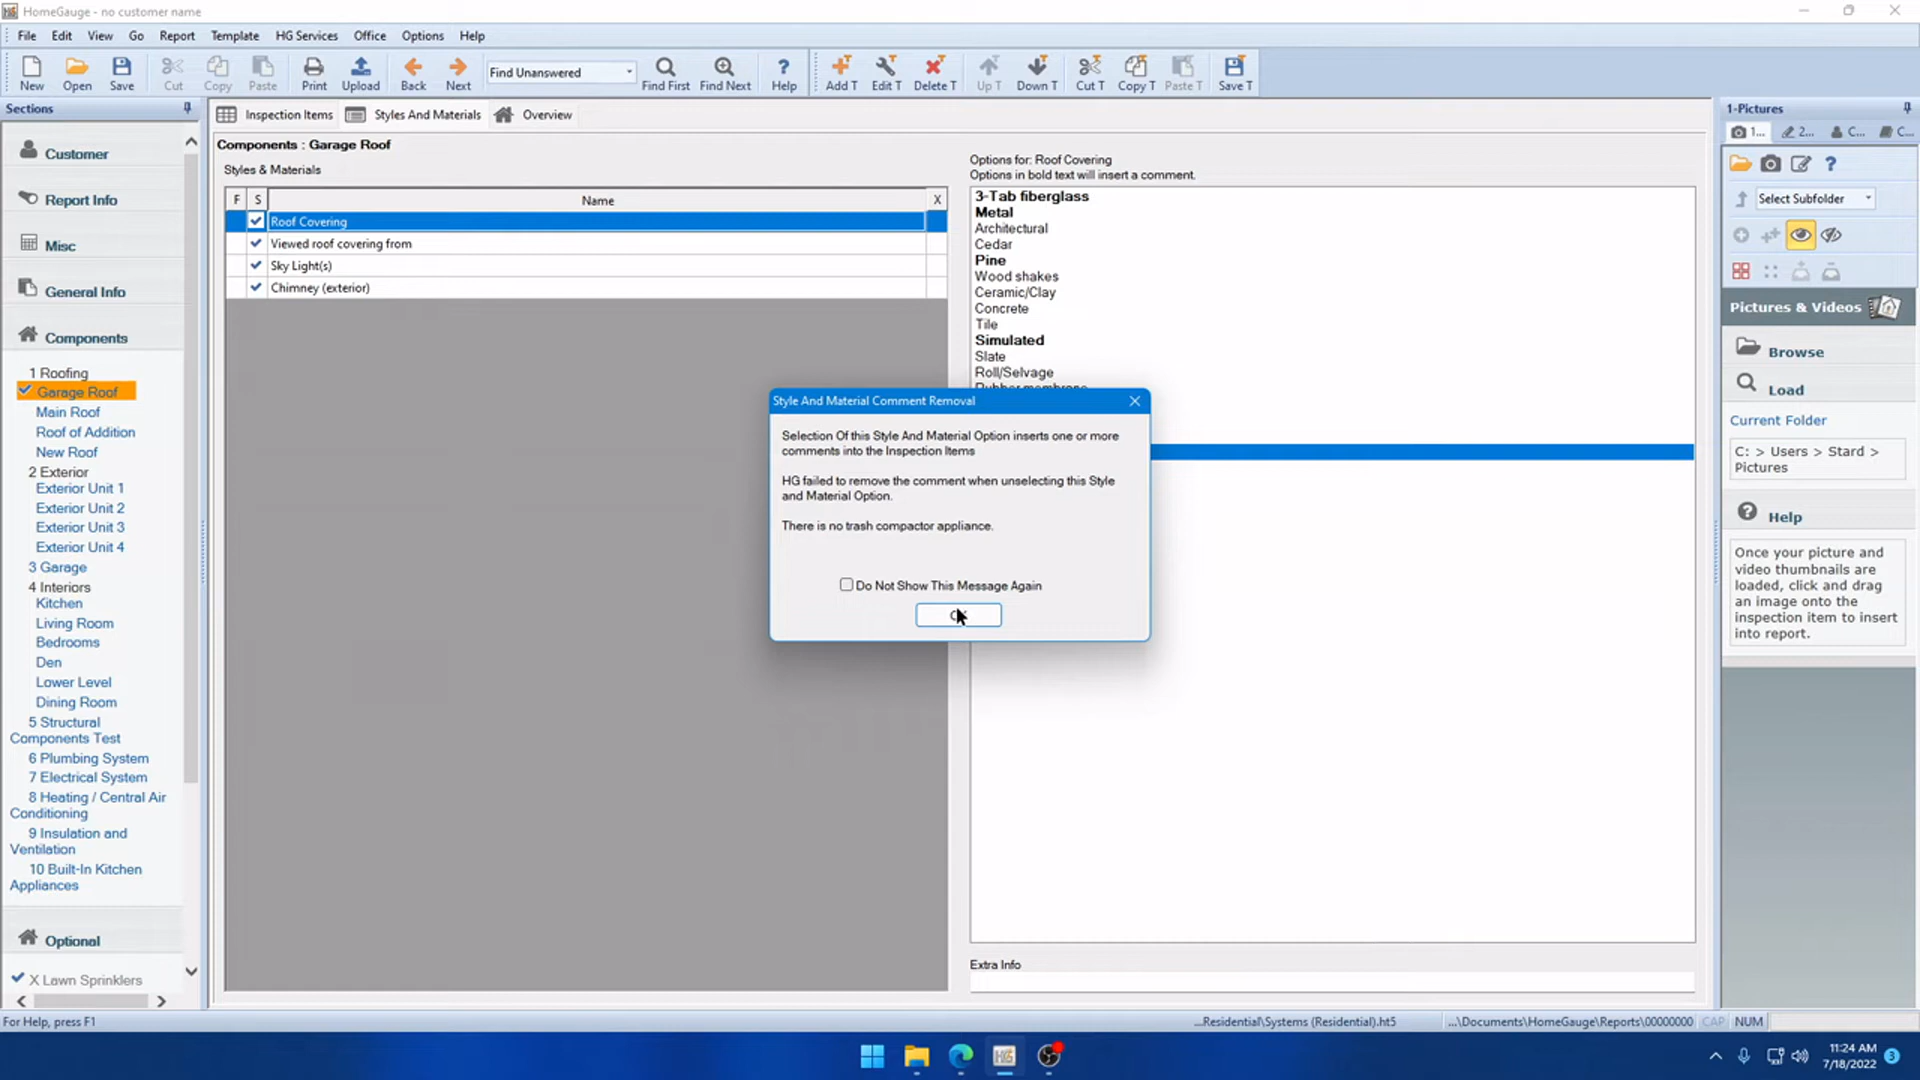 HomeGauge - no customer name
File Edit View Go Report Template HG Services Office Options Help
New Open Save Cut Copy Paste Print Upload Back Next Find Unanswered Find First Find Next Help Add T Edit T Delete T Up T Down T Cut T Copy T Paste T Save T
Sections
Customer
Report Info
Misc
General Info
Components
1 Roofing
Garage Roof
Main Roof
Roof of Addition
New Roof
2 Exterior
Exterior Unit 1
Exterior Unit 2
Exterior Unit 3
Exterior Unit 4
3 Garage
4 Interiors
Kitchen
Living Room
Bedrooms
Den
Lower Level
Dining Room
5 Structural
Components Test
6 Plumbing System
7 Electrical System
8 Heating / Central Air
Conditioning
9 Insulation and
Ventilation
10 Built-In Kitchen
Appliances
Optional
X Lawn Sprinklers
Inspection Items Styles And Materials Overview
Components : Garage Roof
Styles & Materials
F S Name X
Roof Covering
Viewed roof covering from
Sky Light(s)
Chimney (exterior)
Options for: Roof Covering
Options in bold text will insert a comment.
3-Tab fiberglass
Metal
Architectural
Cedar
Pine
Wood shakes
Ceramic/Clay
Concrete
Tile
Simulated
Slate
Roll/Selvage
Rubber membrane
Style And Material Comment Removal
Selection Of this Style And Material Option inserts one or more
comments into the Inspection Items
HG failed to remove the comment when unselecting this Style
and Material Option.
There is no trash compactor appliance.
Do Not Show This Message Again
Extra Info
1-Pictures
1... 2... C... C...
Select Subfolder
Pictures & Videos
Browse
Load
Current Folder
C: > Users > Stard >
Pictures
Help
Once your picture and
video thumbnails are
loaded, click and drag
an image onto the
inspection item to insert
into report.
For Help, press F1
...Residential\Systems (Residential).ht5 ...\Documents\HomeGauge\Reports\00000000 CAP NUM
HG
11:24 AM
7/18/2022
3